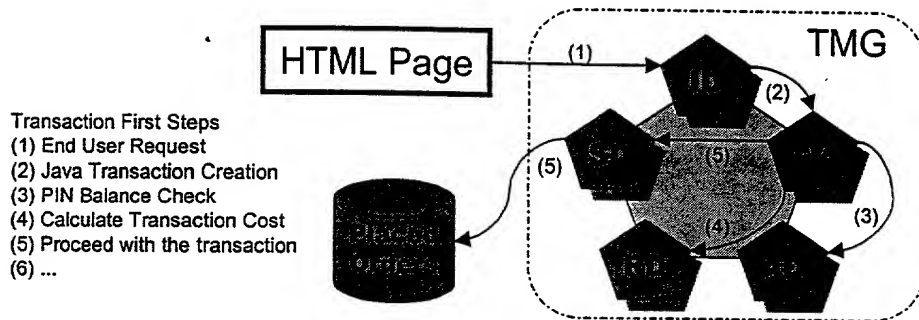 HTML Page
(1)
TMG
(2)
Transaction First Steps
(1) End User Request
(2) Java Transaction Creation
(3) PIN Balance Check
(4) Calculate Transaction Cost
(5) Proceed with the transaction
(6) ...
(5)
(5)
(4)
(3)